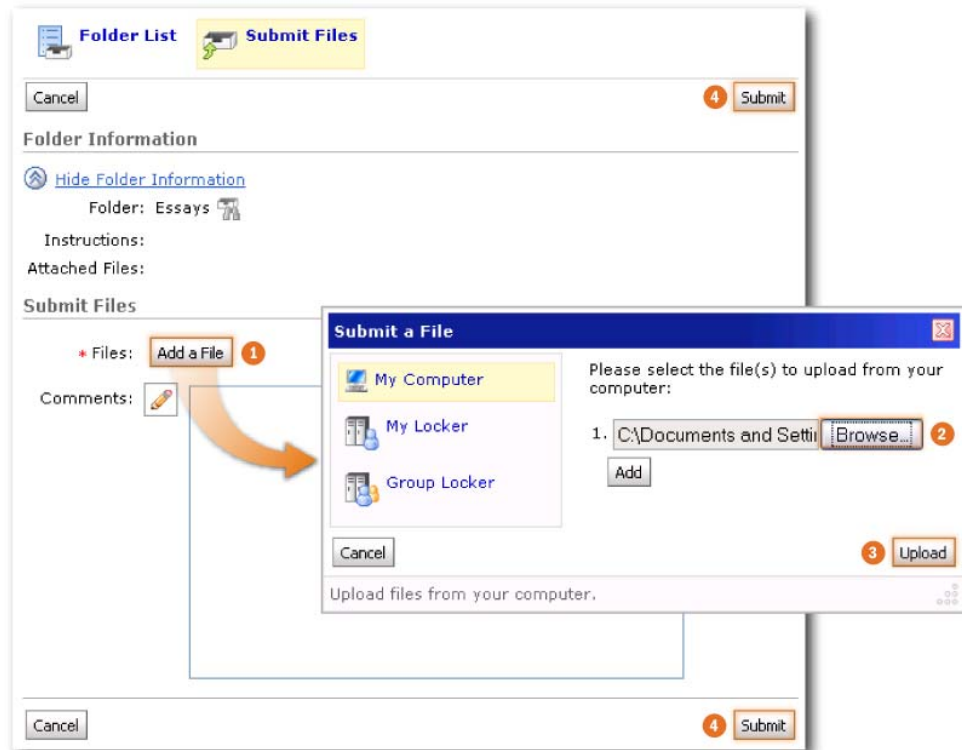 Folder List Submit Files
Cancel 4 Submit
Folder Information
Hide Folder Information
Folder: Essays
Instructions:
Attached Files:
Submit Files
* Files: Add a File 1
Comments:
Submit a File
My Computer
My Locker
Group Locker
Please select the file(s) to upload from your
computer:
1. C:\Documents and Settin Browse... 2
Add
Cancel 3 Upload
Upload files from your computer.
Cancel 4 Submit